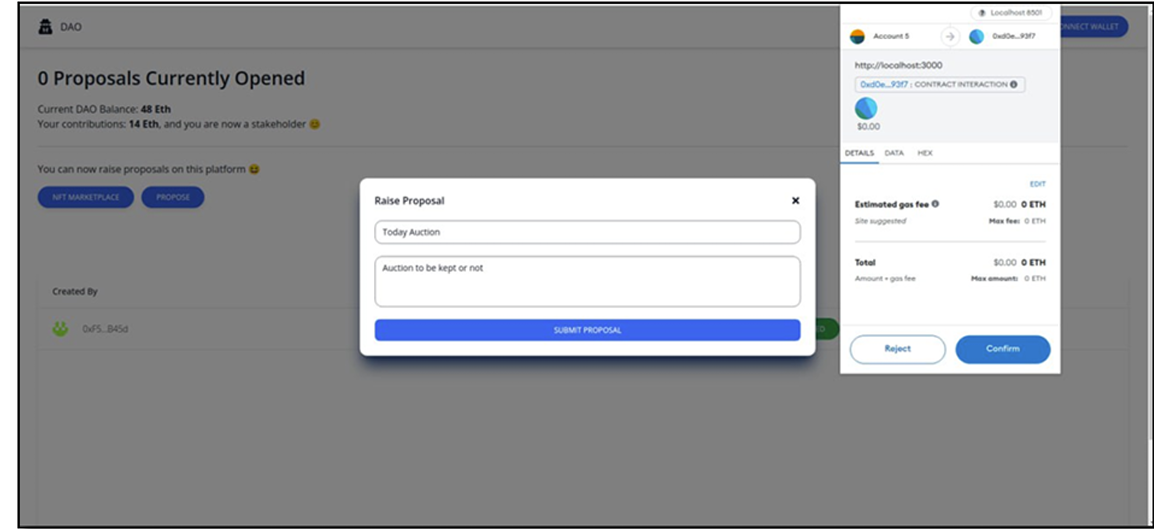 DAO
0 Proposals Currently Opened
Current DAO Balance: 48 Eth
Your contributions: 14 Eth, and you are now a stakeholder 😊
You can now raise proposals on this platform 😆
NFT MARKETPLACE
PROPOSE
Created By
0xF5...B45d
Raise Proposal
×
Today Auction
Auction to be kept or not
SUBMIT PROPOSAL
Localhost 8501
WALLET
Account 5
0xd0e...93f7
http://localhost:3000
0xd0e...93f7 : CONTRACT INTERACTION
$0.00
DETAILS DATA HEX
EDIT
Estimated gas fee $0.00 0 ETH
Site suggested Max fee: 0 ETH
Total $0.00 0 ETH
Amount + gas fee Max amount: 0 ETH
Reject
Confirm